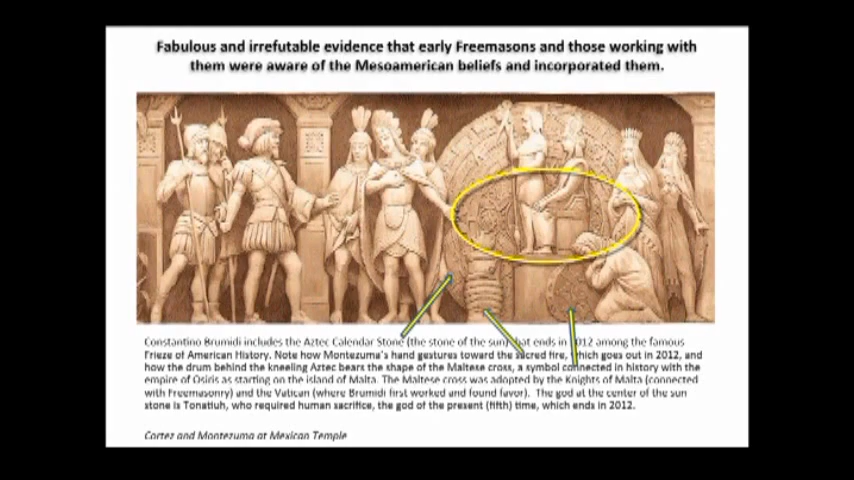 Fabulous and irrefutable evidence that early Freemasons and those working with
them were aware of the Mesoamerican beliefs and incorporated them.
Constantino Brumidi includes the Aztec Calendar Stone (the stone of the sun) that ends in 2012 among the famous
Frieze of American History. Note how Montezuma's hand gestures toward the sacred fire, which goes out in 2012, and
how the drum behind the kneeling Aztec bears the shape of the Maltese cross, a symbol connected in history with the
empire of Osiris as starting on the island of Malta. The Maltese cross was adopted by the Knights of Malta (connected
with Freemasonry) and the Vatican (where Brumidi first worked and found favor). The god at the center of the sun
stone is Tonatiuh, who required human sacrifice, the god of the present (fifth) time, which ends in 2012.
Cortez and Montezuma at Mexican Temple